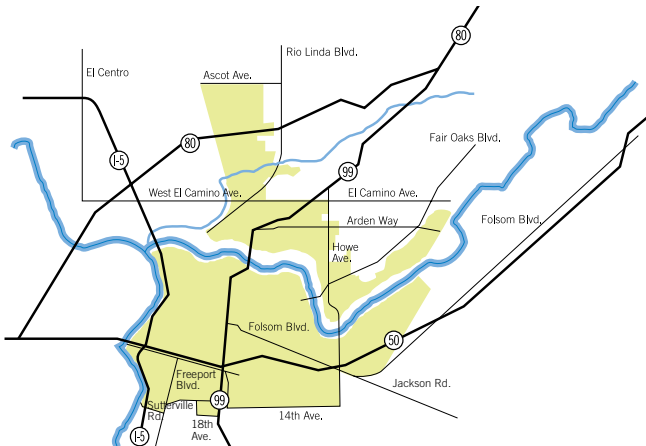 80
Rio Linda Blvd.
El Centro
Ascot Ave.
Fair Oaks Blvd.
80
I-5
99
West El Camino Ave.
El Camino Ave.
Arden Way
Folsom Blvd.
Howe
Ave.
Folsom Blvd.
50
Freeport
Blvd.
Jackson Rd.
Sutterville
Rd.
99
14th Ave.
18th
Ave.
I-5